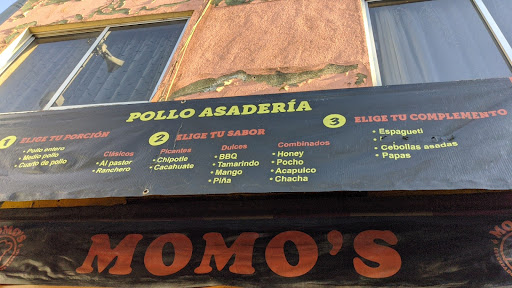 POLLO ASADERÍA
1 ELIGE TU PORCIÓN
• Pollo entero
• Medio pollo
• Cuarto de pollo
2 ELIGE TU SABOR
Clásicos
• Al pastor
• Ranchero
Picantes
• Chipotle
• Cacahuate
Dulces
• BBQ
• Tamarindo
• Mango
• Piña
Combinados
• Honey
• Pocho
• Acapulco
• Chacha
3 ELIGE TU COMPLEMENTO
• Espagueti
• Cebollas asadas
• Papas
MOMO'S